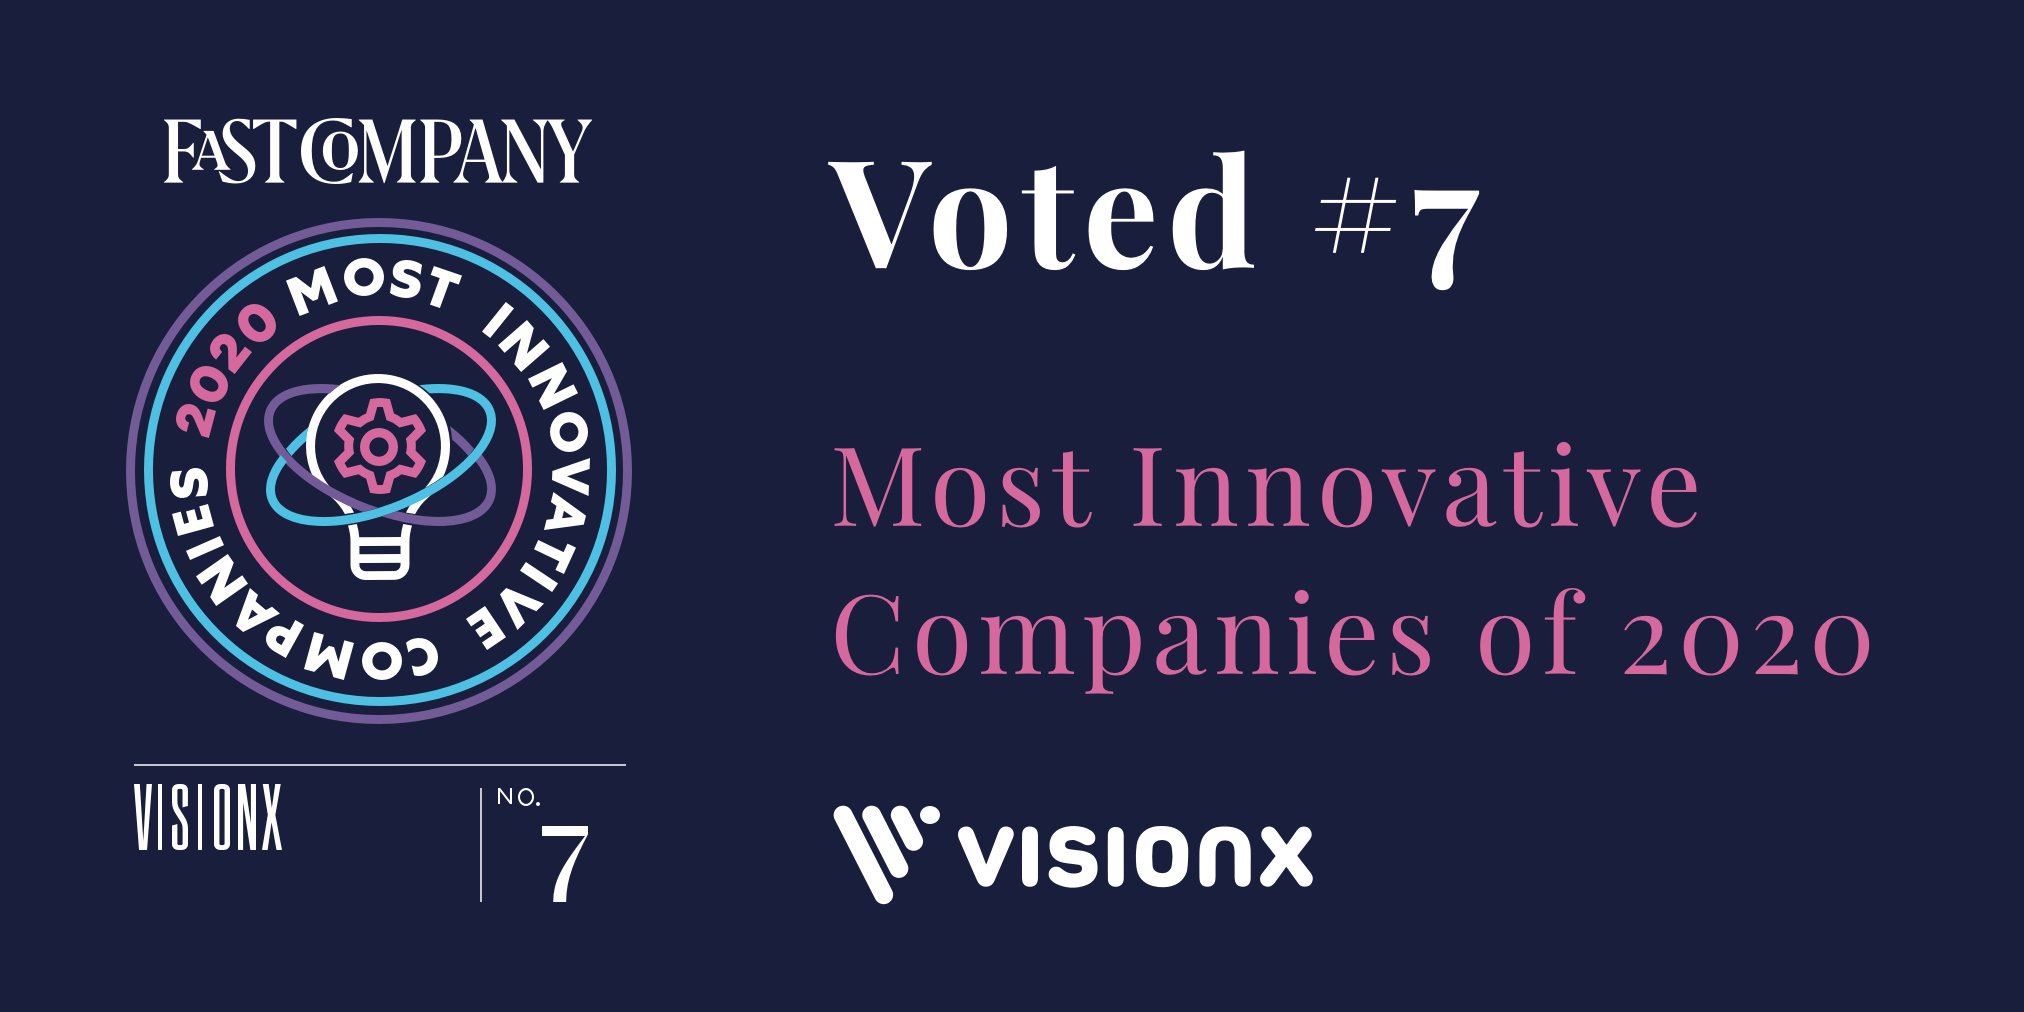 FAST COMPANY
2020 MOST INNOVATIVE COMPANIES
VISIONX
NO.
7
Voted #7
Most Innovative
Companies of 2020
VISIONX